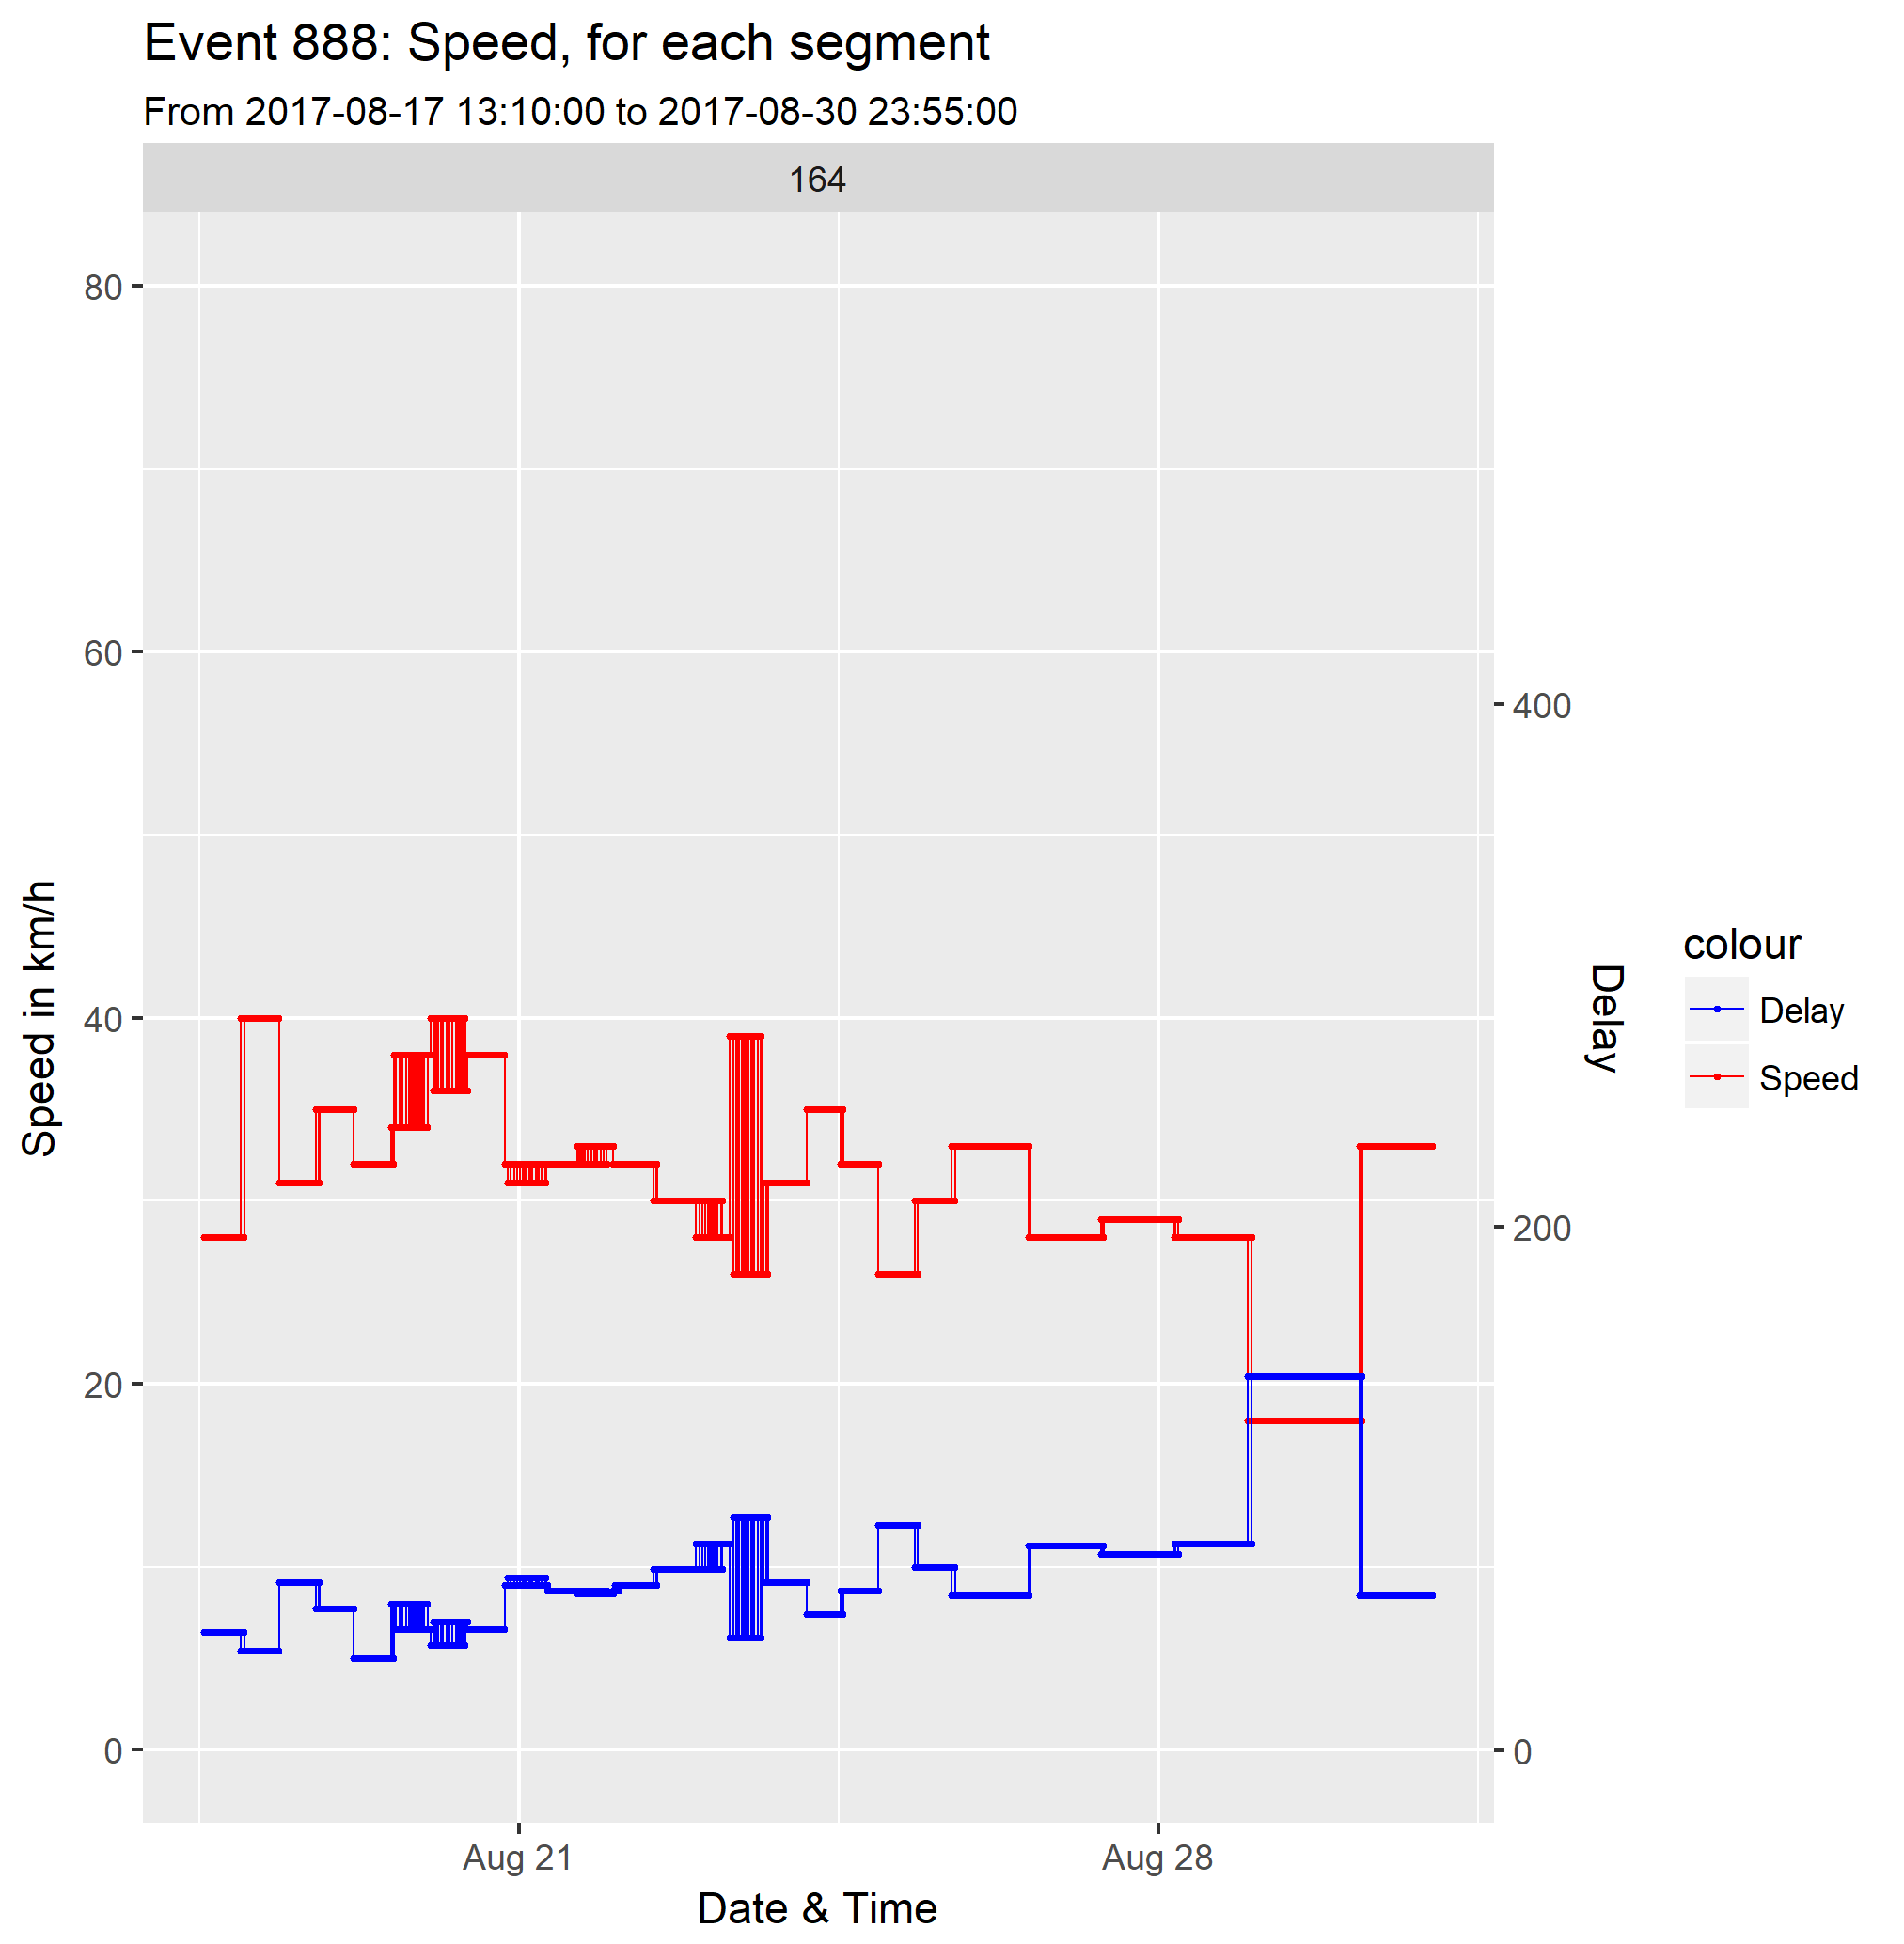 Event 888: Speed, for each segment
From 2017-08-17 13:10:00 to 2017-08-30 23:55:00
164
80
60
40
20
0
Speed in km/h
400
200
0
Delay
colour
Delay
Speed
Aug 21
Aug 28
Date & Time